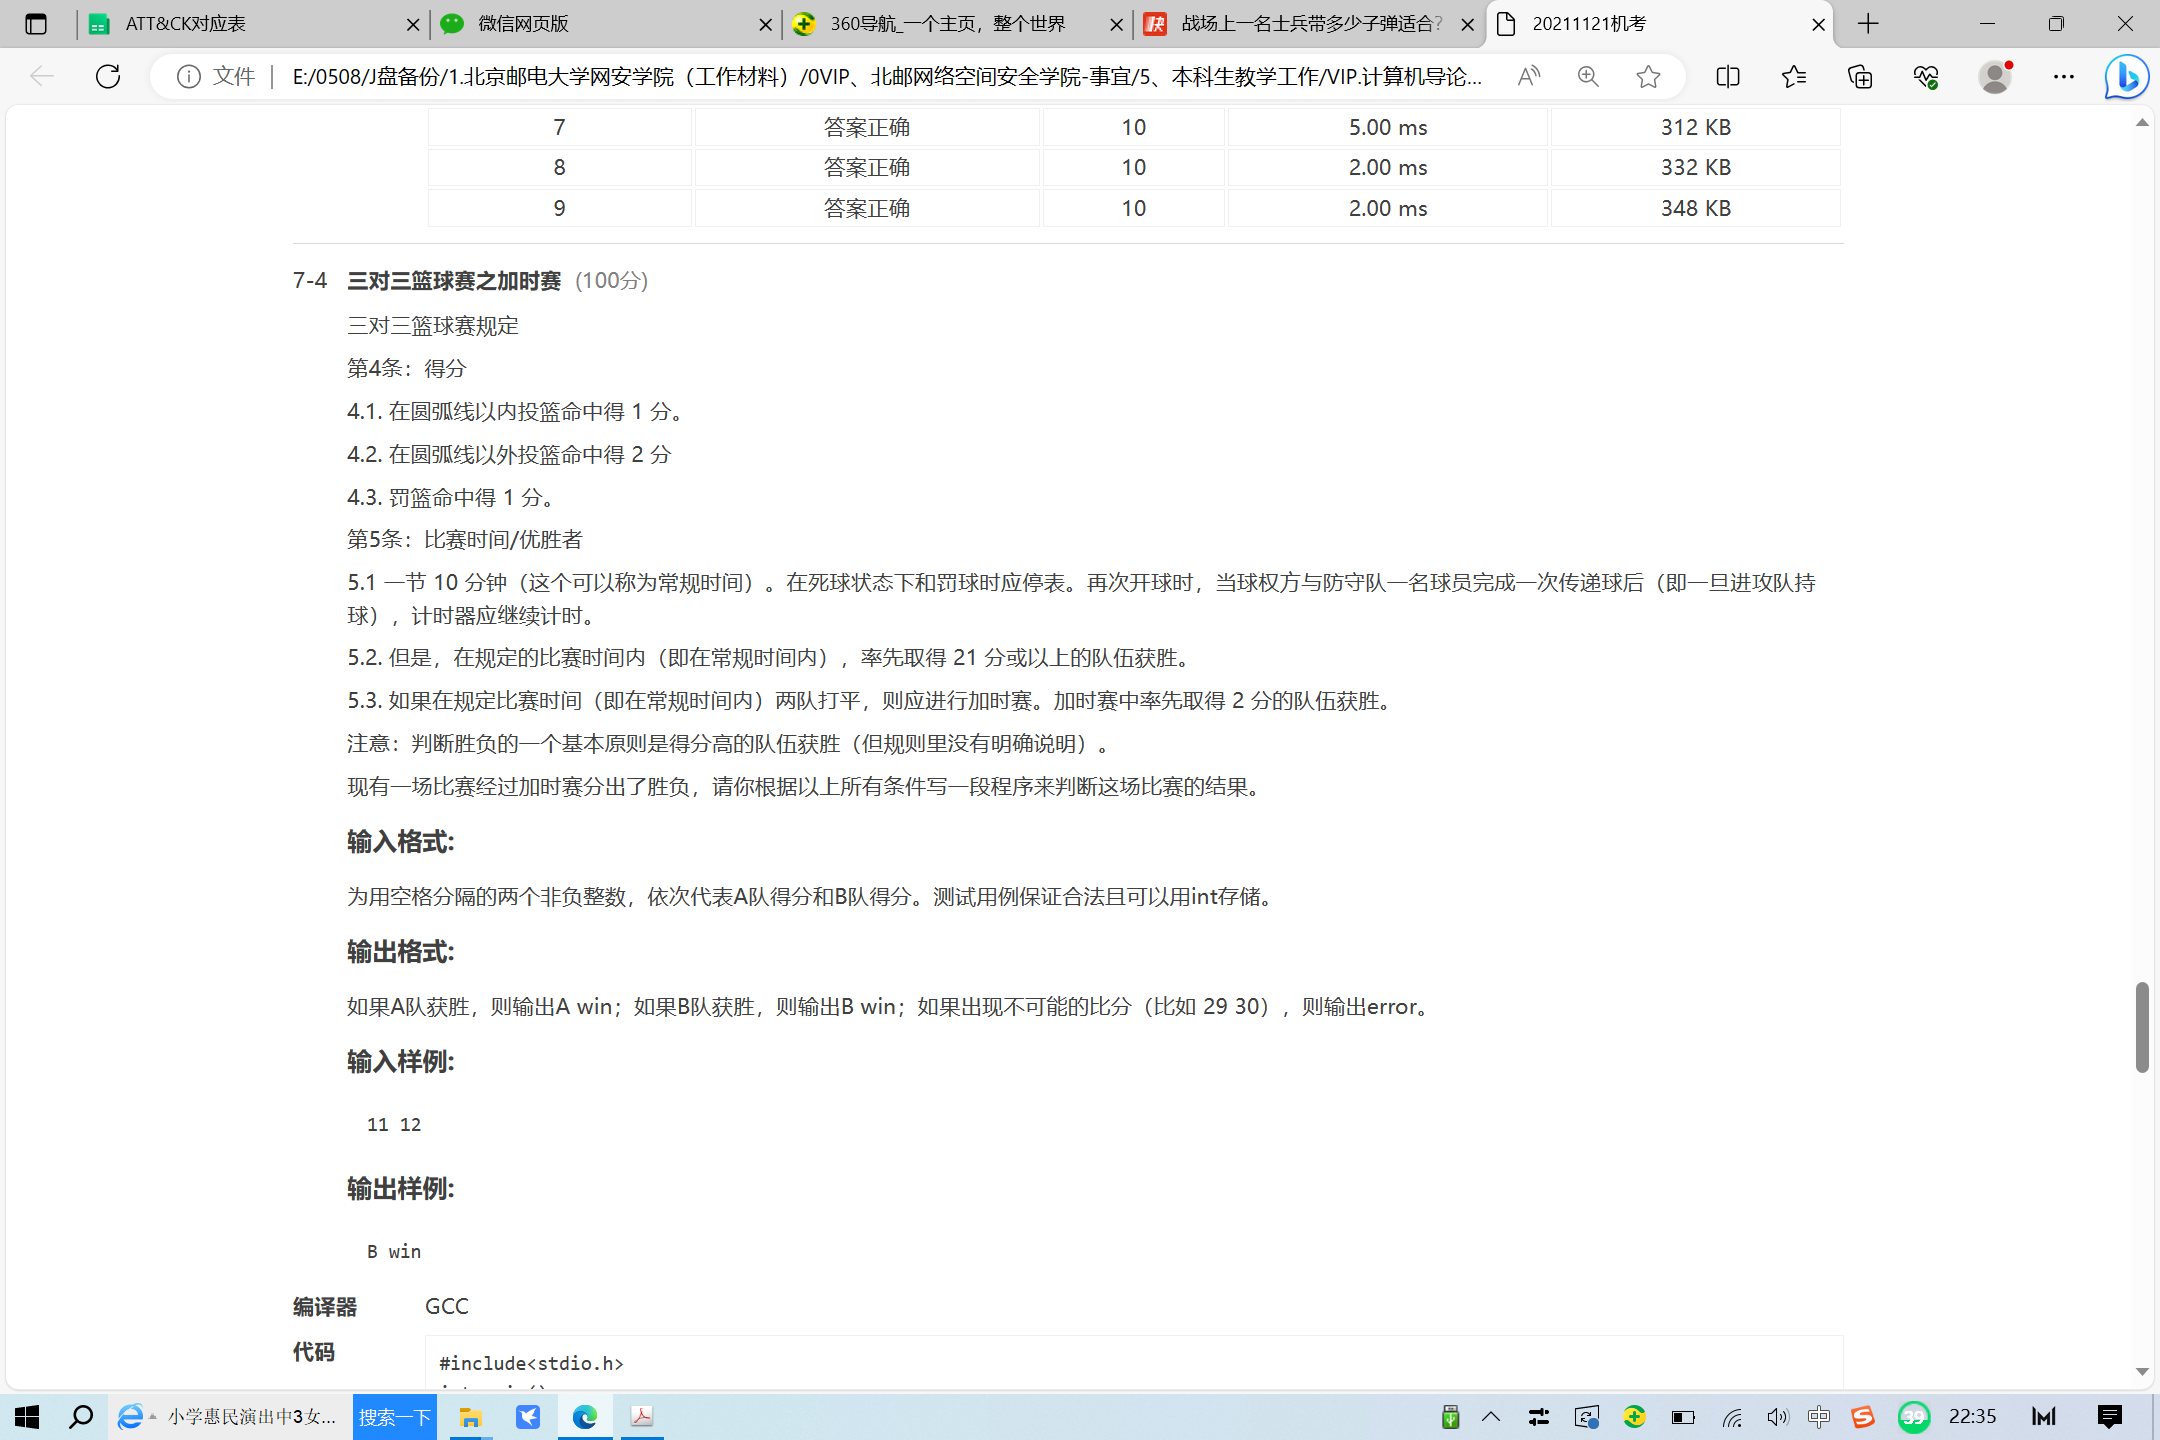 ATT&CK对应表
微信网页版
360导航_一个主页，整个世界
战场上一名士兵带多少子弹适合？
20211121机考
文件
E:/0508/J盘备份/1.北京邮电大学网安学院（工作材料）/0VIP、北邮网络空间安全学院-事宜/5、本科生教学工作/VIP.计算机导论...
7 答案正确 10 5.00 ms 312 KB
8 答案正确 10 2.00 ms 332 KB
9 答案正确 10 2.00 ms 348 KB
7-4 三对三篮球赛之加时赛 (100分)
三对三篮球赛规定
第4条：得分
4.1. 在圆弧线以内投篮命中得 1 分。
4.2. 在圆弧线以外投篮命中得 2 分
4.3. 罚篮命中得 1 分。
第5条：比赛时间/优胜者
5.1 一节 10 分钟（这个可以称为常规时间）。在死球状态下和罚球时应停表。再次开球时，当球权方与防守队一名球员完成一次传递球后（即一旦进攻队持
球），计时器应继续计时。
5.2. 但是，在规定的比赛时间内（即在常规时间内），率先取得 21 分或以上的队伍获胜。
5.3. 如果在规定比赛时间（即在常规时间内）两队打平，则应进行加时赛。加时赛中率先取得 2 分的队伍获胜。
注意：判断胜负的一个基本原则是得分高的队伍获胜（但规则里没有明确说明）。
现有一场比赛经过加时赛分出了胜负，请你根据以上所有条件写一段程序来判断这场比赛的结果。
输入格式:
为用空格分隔的两个非负整数，依次代表A队得分和B队得分。测试用例保证合法且可以用int存储。
输出格式:
如果A队获胜，则输出A win；如果B队获胜，则输出B win；如果出现不可能的比分（比如 29 30），则输出error。
输入样例:
11 12
输出样例:
B win
编译器 GCC
代码
#include<stdio.h>
小学惠民演出中3女...
搜索一下
中
39
22:35